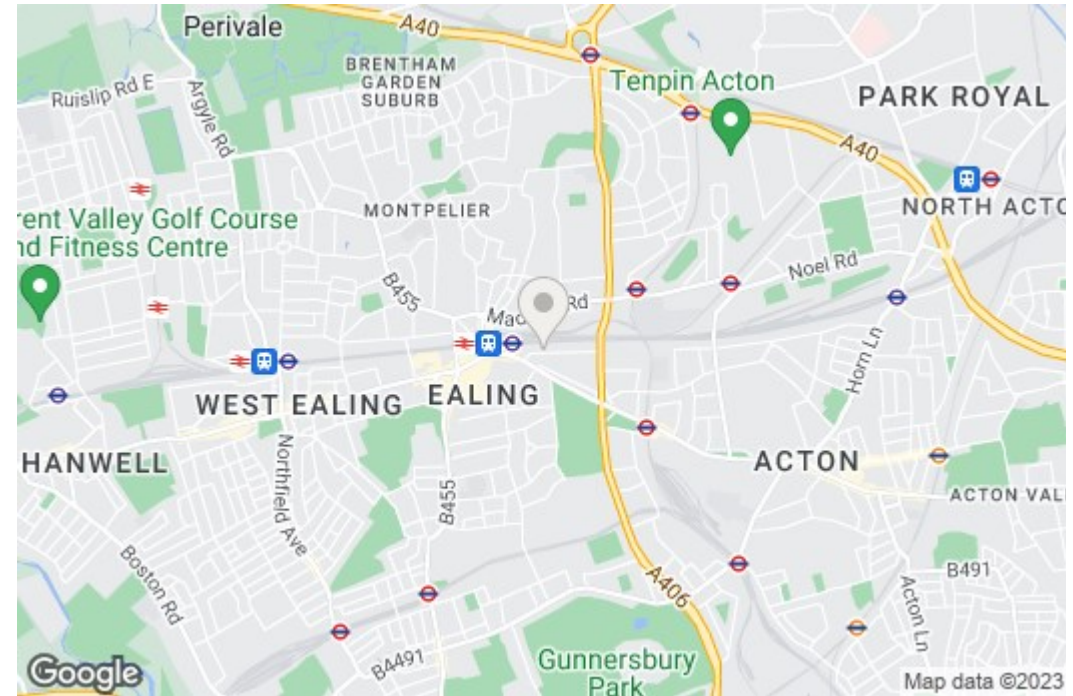 Perivale
A40
BRENTHAM
GARDEN
SUBURB
Ruislip Rd E
Argyle Rd
Tenpin Acton
PARK ROYAL
A40
rent Valley Golf Course
nd Fitness Centre
MONTPELIER
NORTH ACTO
B455
Noel Rd
Mad
Rd
Horn Ln
WEST EALING
EALING
HANWELL
Northfield Ave
B455
ACTON
ACTON VAL
Boston Rd
A406
B491
Acton Ln
B4491
Gunnersbury
Park
Google
Map data ©2023